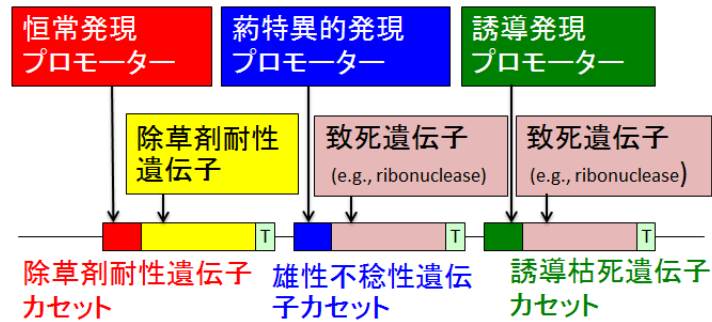 恒常発現
プロモーター
葯特異的発現
プロモーター
誘導発現
プロモーター
除草剤耐性
遺伝子
致死遺伝子
(e.g., ribonuclease)
致死遺伝子
(e.g., ribonuclease)
T
T
T
除草剤耐性遺伝子
カセット
雄性不稔性遺伝
子カセット
誘導枯死遺伝子
カセット